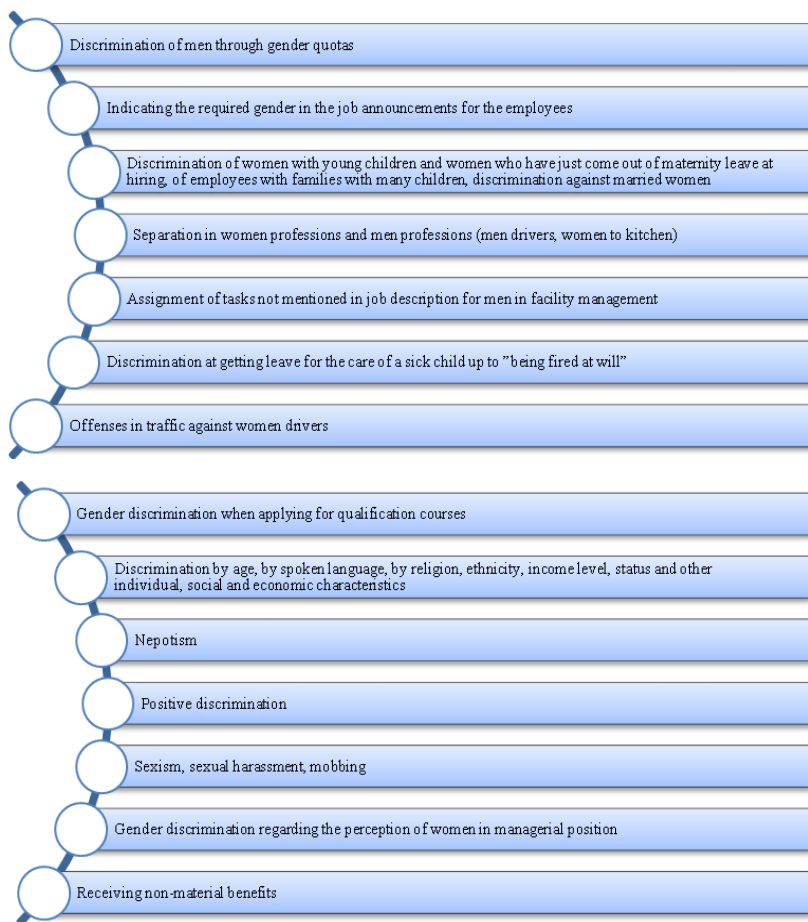 Discrimination of men through gender quotas
Indicating the required gender in the job announcements for the employees
Discrimination of women with young children and women who have just come out of maternity leave at
hiring, of employees with families with many children, discrimination against married women
Separation in women professions and men professions (men drivers, women to kitchen)
Assignment of tasks not mentioned in job description for men in facility management
Discrimination at getting leave for the care of a sick child up to ”being fired at will”
Offenses in traffic against women drivers
Gender discrimination when applying for qualification courses
Discrimination by age, by spoken language, by religion, ethnicity, income level, status and other
individual, social and economic characteristics
Nepotism
Positive discrimination
Sexism, sexual harassment, mobbing
Gender discrimination regarding the perception of women in managerial position
Receiving non-material benefits